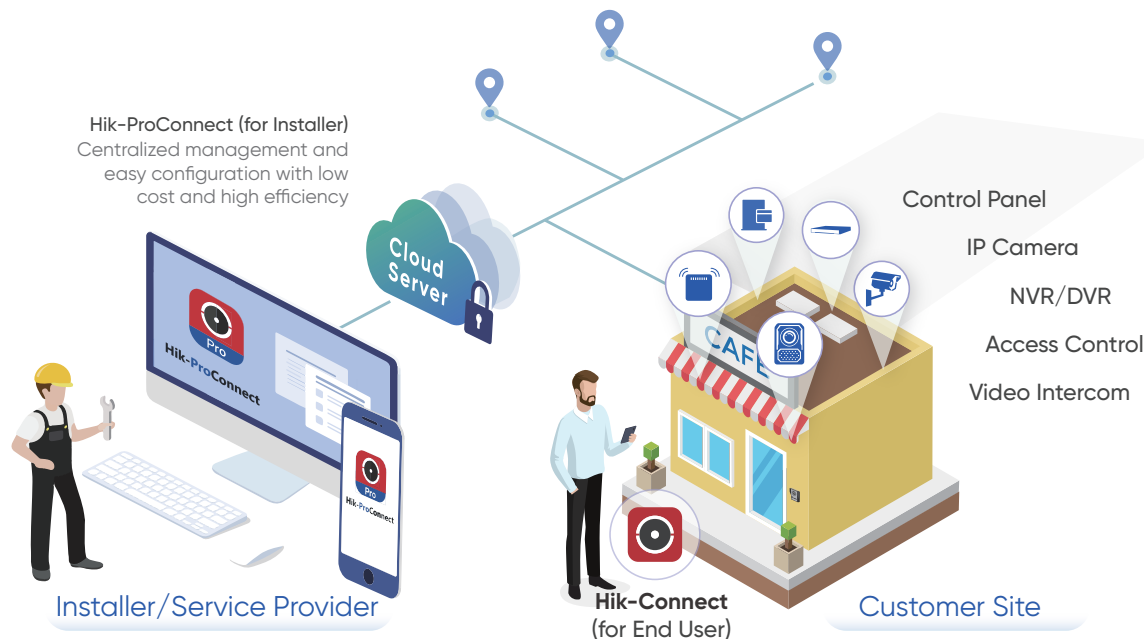 Hik-ProConnect (for Installer)
Centralized management and
easy configuration with low
cost and high efficiency
Cloud
Server
Pro
Hik-ProConnect
Pro
Hik-ProConnect
Installer/Service Provider
CAFE
Control Panel
IP Camera
NVR/DVR
Access Control
Video Intercom
Hik-Connect
(for End User)
Customer Site